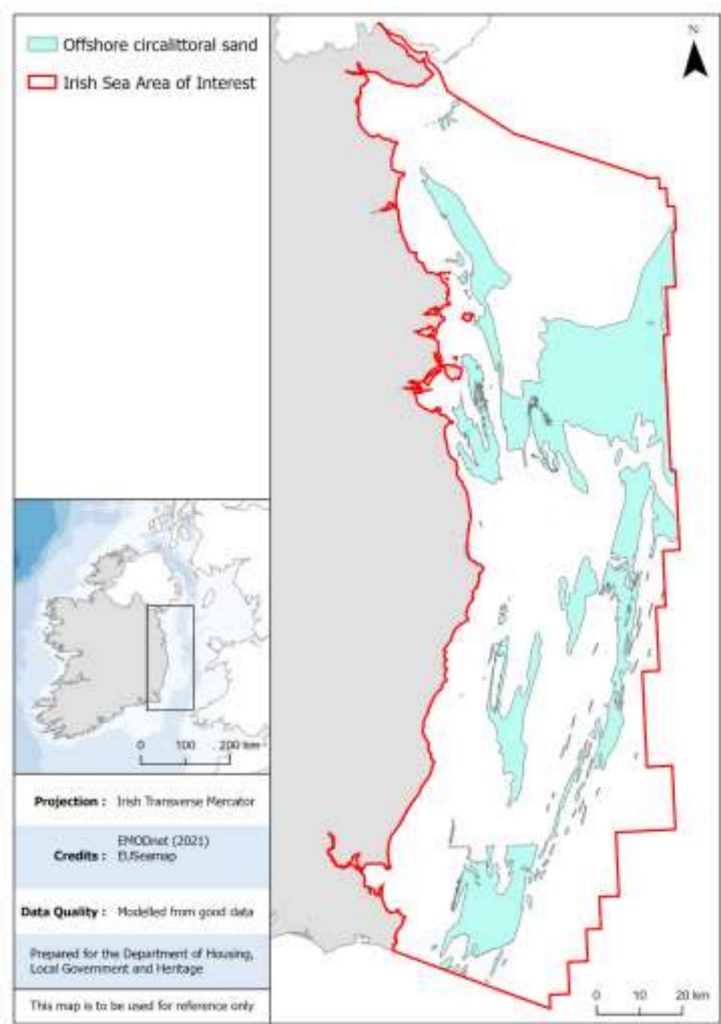 Offshore circalittoral sand
Irish Sea Area of Interest
N
0 100 200 km
Projection : Irish Transverse Mercator
Credits : EMODnet (2021)
EUSeamap
Data Quality : Modelled from good data
Prepared for the Department of Housing,
Local Government and Heritage
This map is to be used for reference only
0 10 20 km